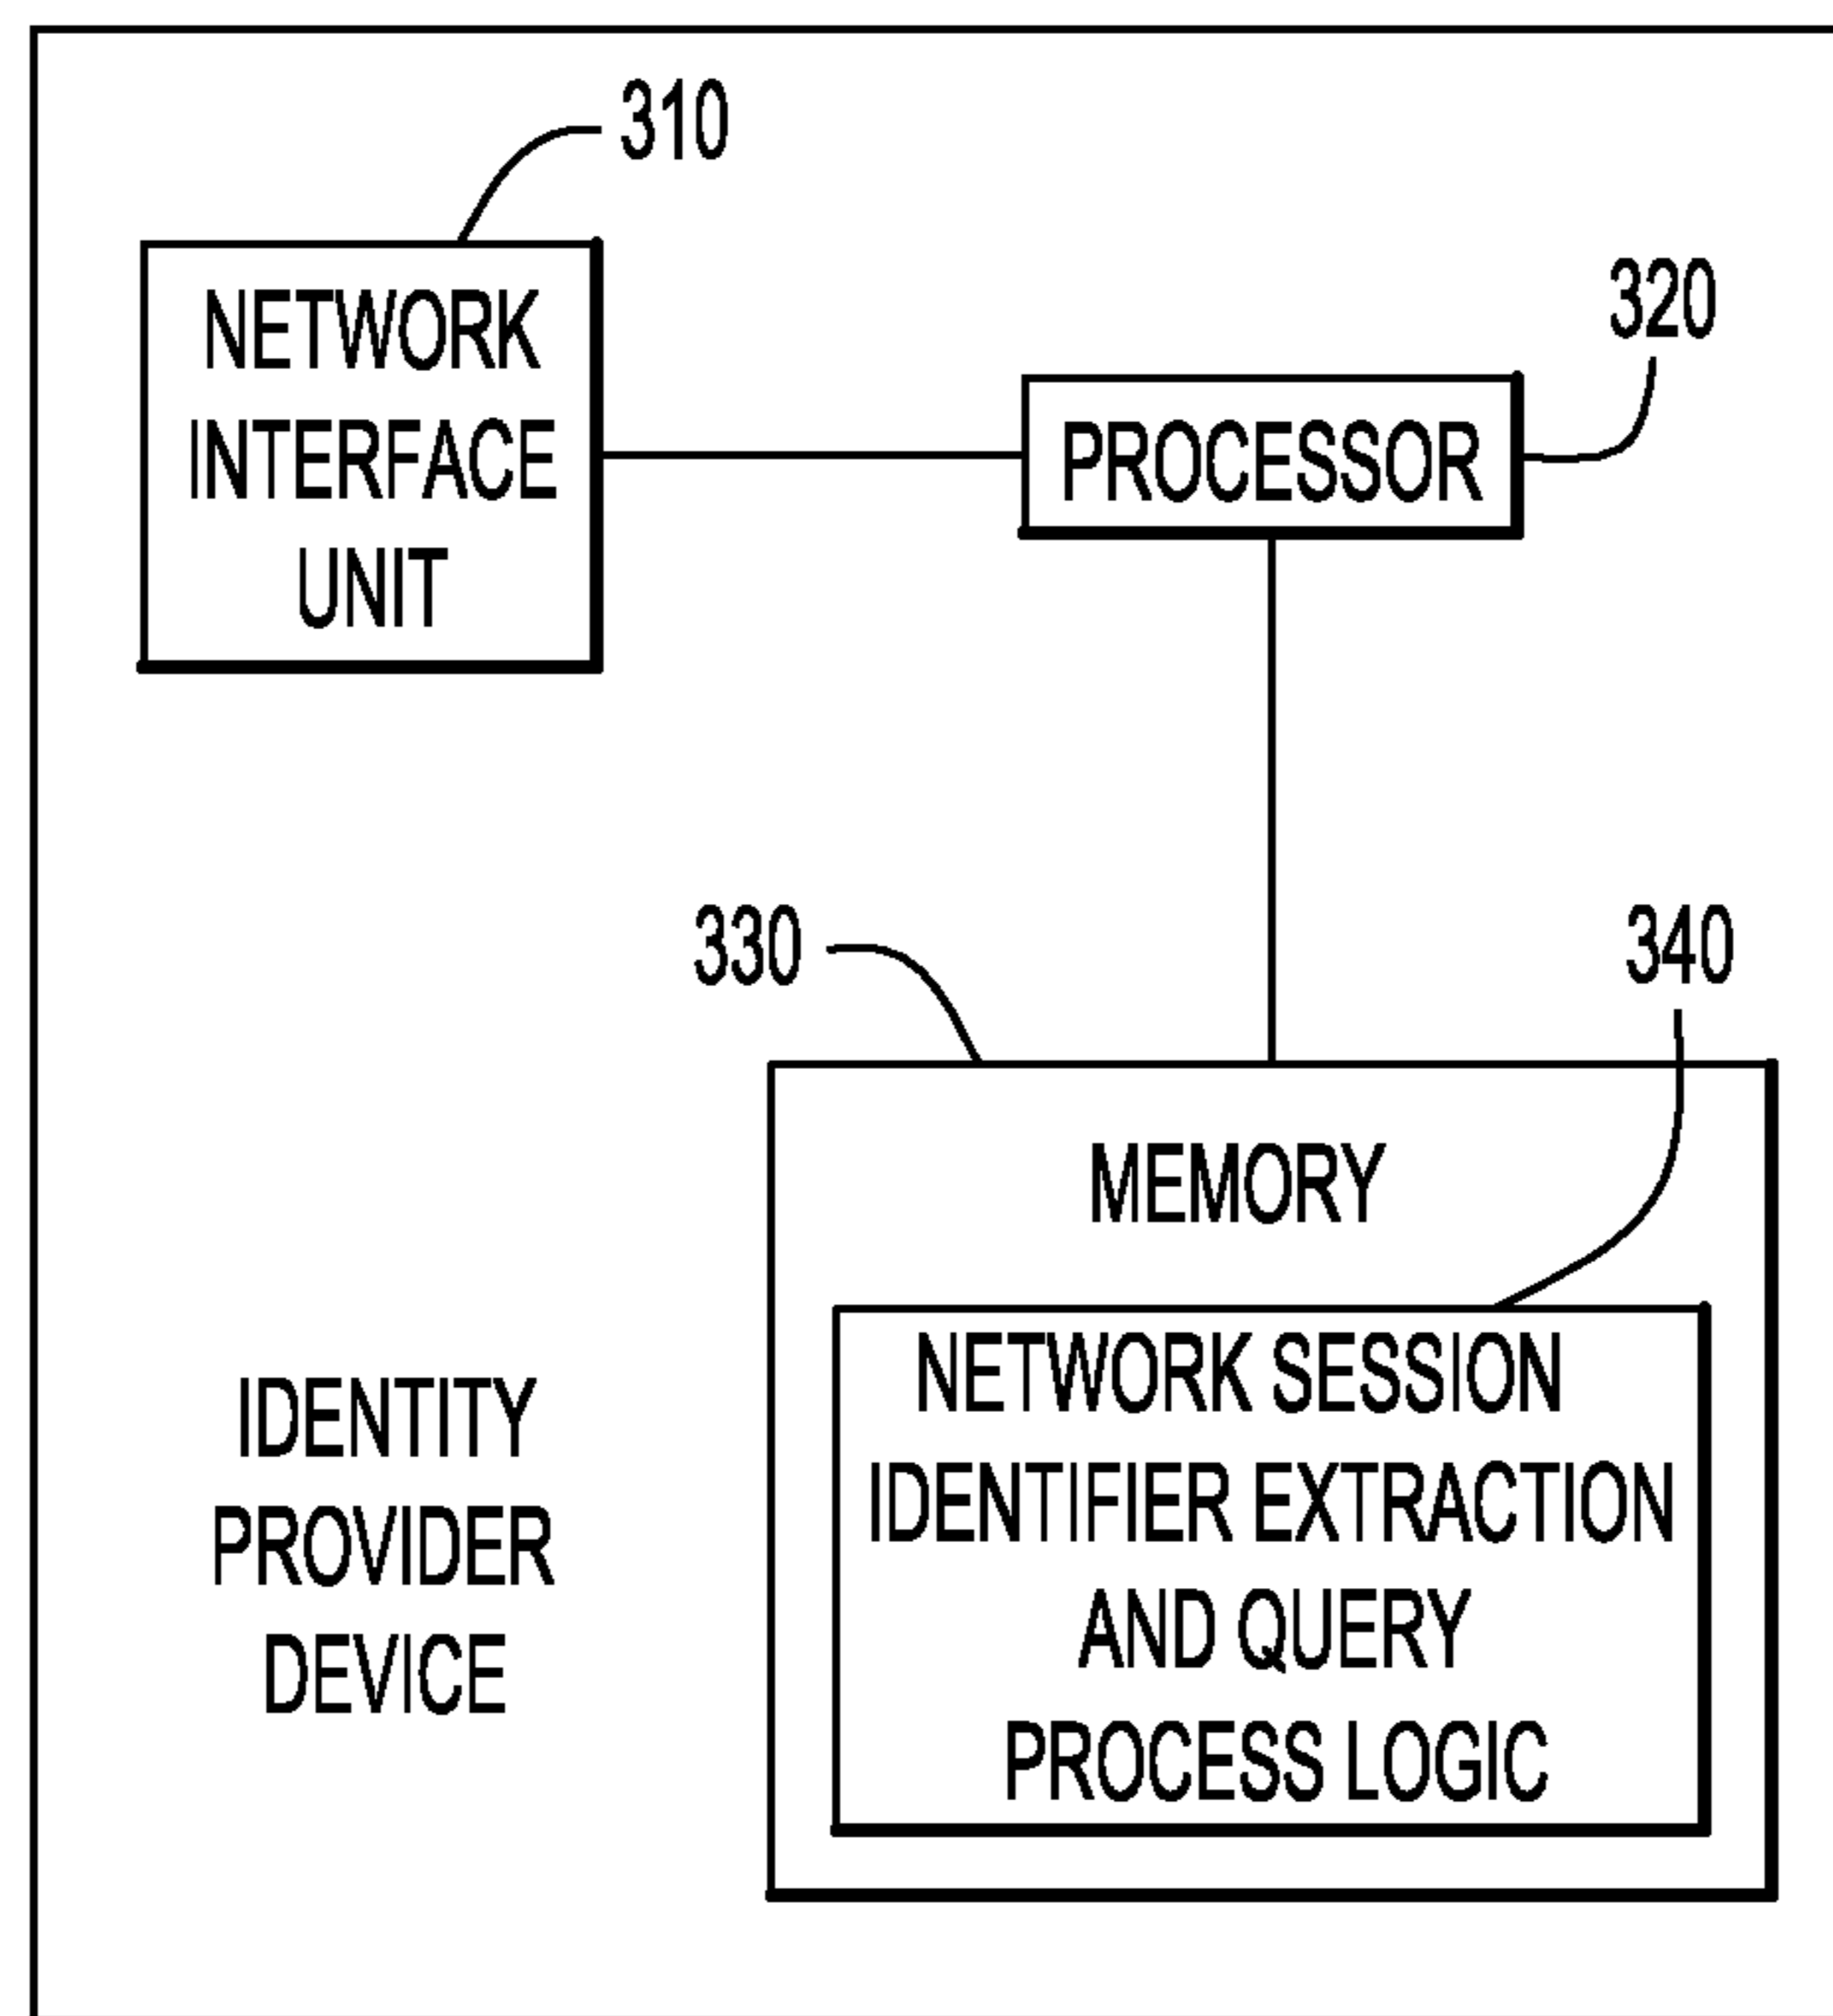 310
NETWORK
INTERFACE
UNIT
320
PROCESSOR
330
340
MEMORY
NETWORK SESSION
IDENTIFIER EXTRACTION
AND QUERY
PROCESS LOGIC
IDENTITY
PROVIDER
DEVICE